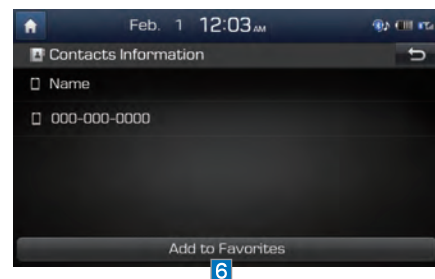 Feb. 1 12:03 AM
Contacts Information
Name
000-000-0000
Add to Favorites
6